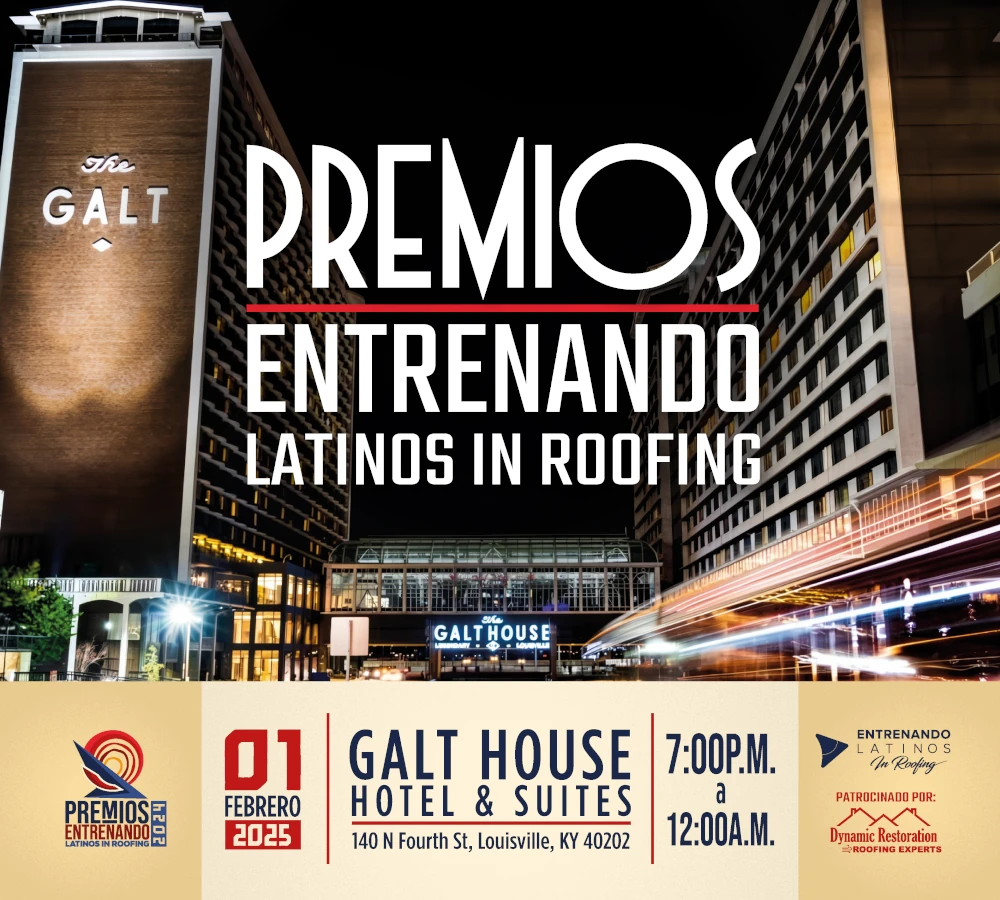 The
GALT
PREMIOS
ENTRENANDO
LATINOS IN ROOFING
The
GALT HOUSE
LEGENDARY LOUISVILLE
PREMIOS
ENTRENANDO
LATINOS IN ROOFING
2024
01
FEBRERO
2025
GALT HOUSE
HOTEL & SUITES
140 N Fourth St, Louisville, KY 40202
7:00P.M.
a
12:00A.M.
ENTRENANDO
LATINOS
In Roofing
PATROCINADO POR:
Dynamic Restoration
ROOFING EXPERTS